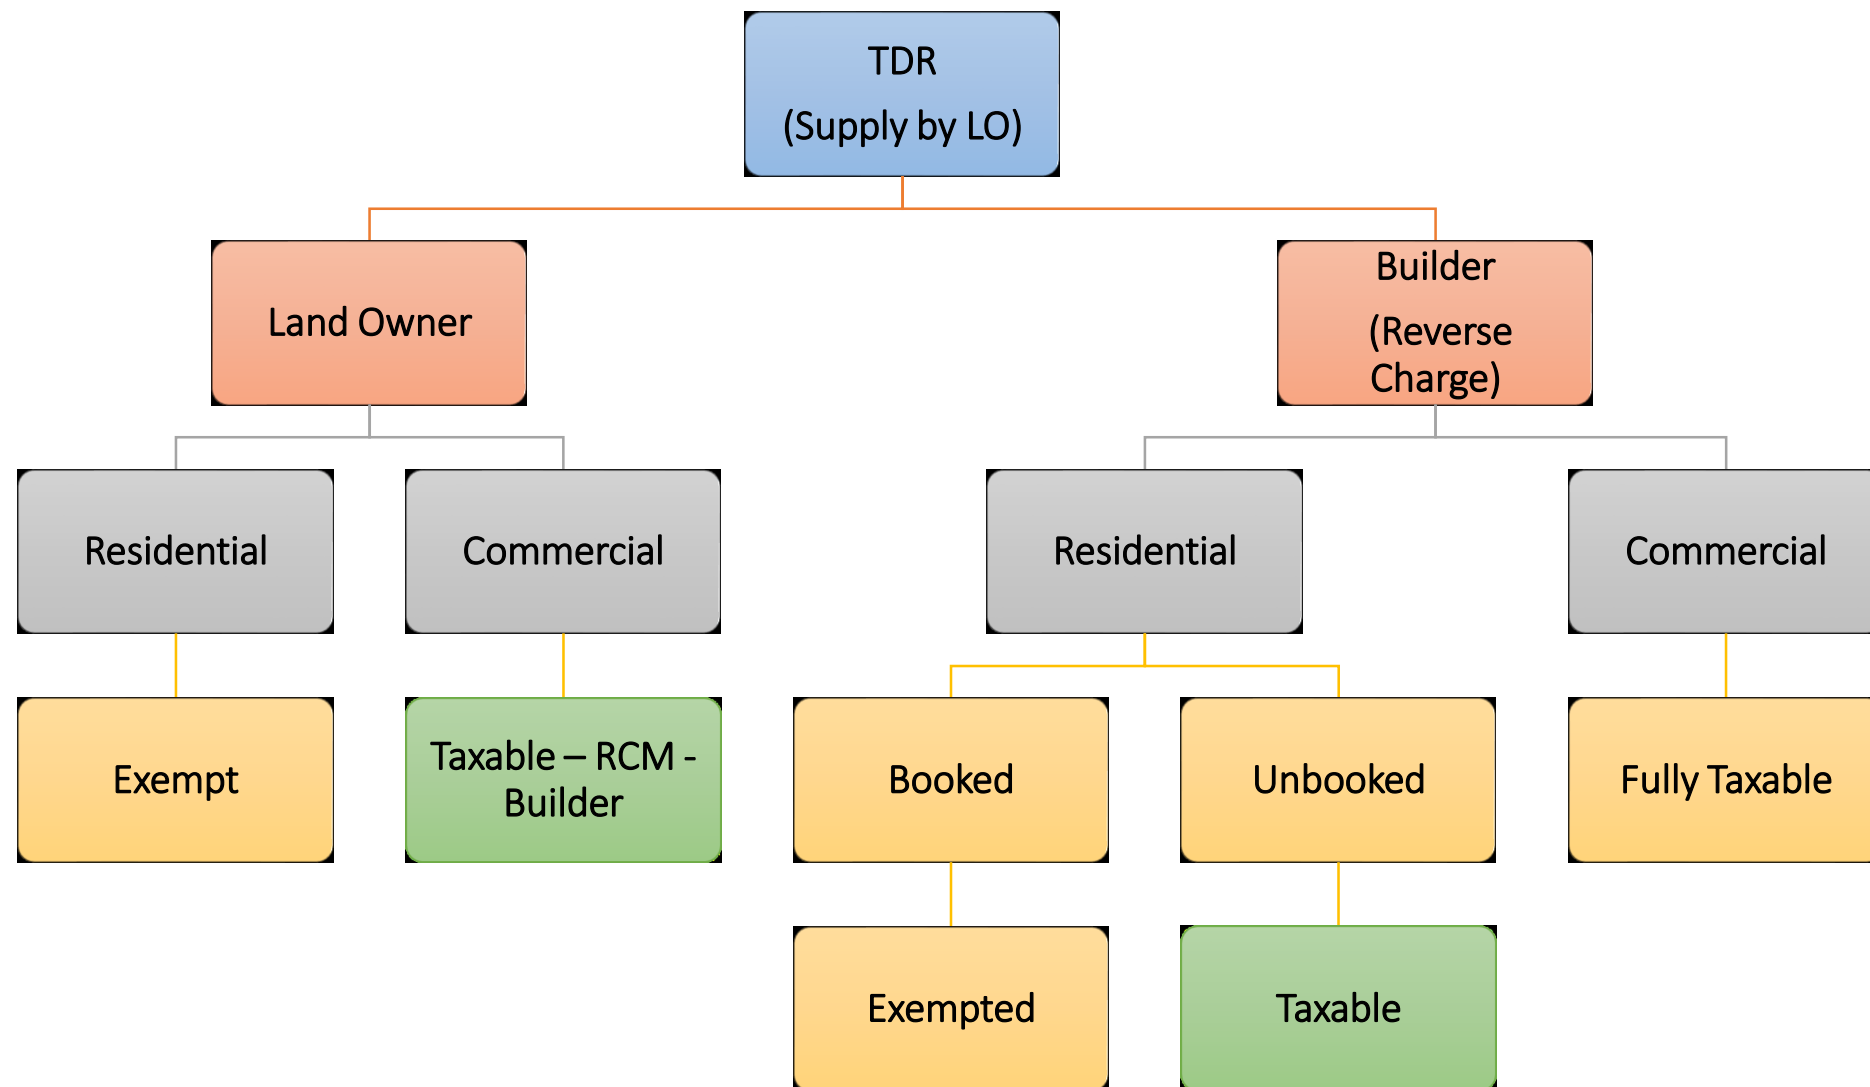 TDR
(Supply by LO)
Land Owner
Builder
(Reverse
Charge)
Residential
Commercial
Residential
Commercial
Exempt
Taxable – RCM -
Builder
Booked
Unbooked
Fully Taxable
Exempted
Taxable